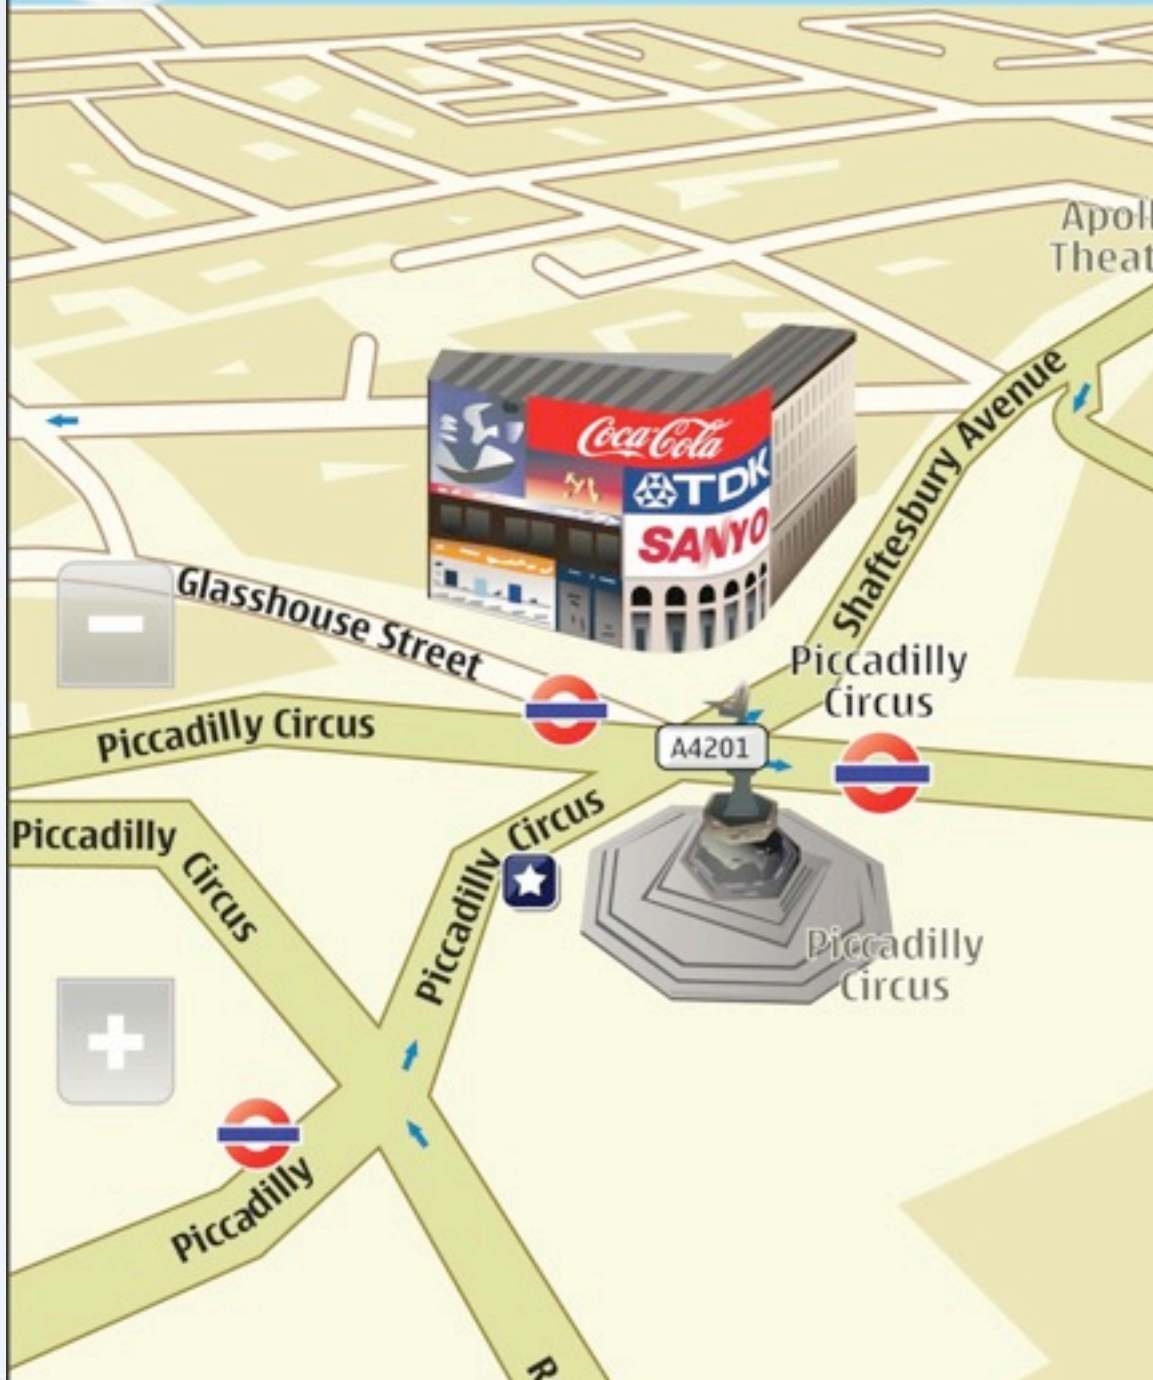 Apoll
Theat
Coca-Cola
TDK
SANYO
Shaftesbury Avenue
Glasshouse Street
Piccadilly
Circus
Piccadilly Circus
A4201
Piccadilly Circus
Piccadilly Circus
Piccadilly
Circus
Piccadilly
R